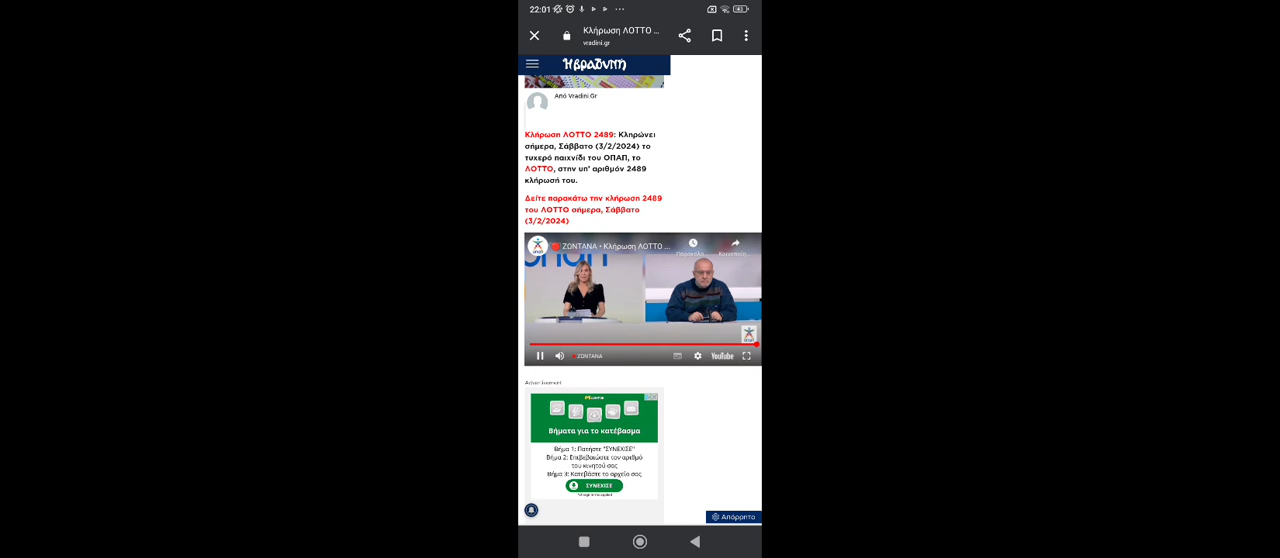 22:01
Κλήρωση ΛΟΤΤΟ ...
vradini.gr
Η βραδυνή
Από Vradini.Gr
Κλήρωση ΛΟΤΤΟ 2489: Κληρώνει
σήμερα, Σάββατο (3/2/2024) το
τυχερό παιχνίδι του ΟΠΑΠ, το
ΛΟΤΤΟ, στην υπ' αριθμόν 2489
κλήρωσή του.
Δείτε παρακάτω την κλήρωση 2489
του ΛΟΤΤΟ σήμερα, Σάββατο
(3/2/2024)
ΖΩΝΤΑΝΑ • Κλήρωση ΛΟΤΤΟ ...
Κοινοποίη...
οπαπ
ΖΩΝΤΑΝΑ
YouTube
Advertisement
Βήματα για το κατέβασμα
Βήμα 1: Πατήστε "ΣΥΝΕΧΙΣΕ"
Βήμα 2: Επιβεβαιώστε τον αριθμό
του κινητού σας
Βήμα 3: Κατεβάστε το αρχείο σας
ΣΥΝΕΧΙΣΕ
Απόρρητο